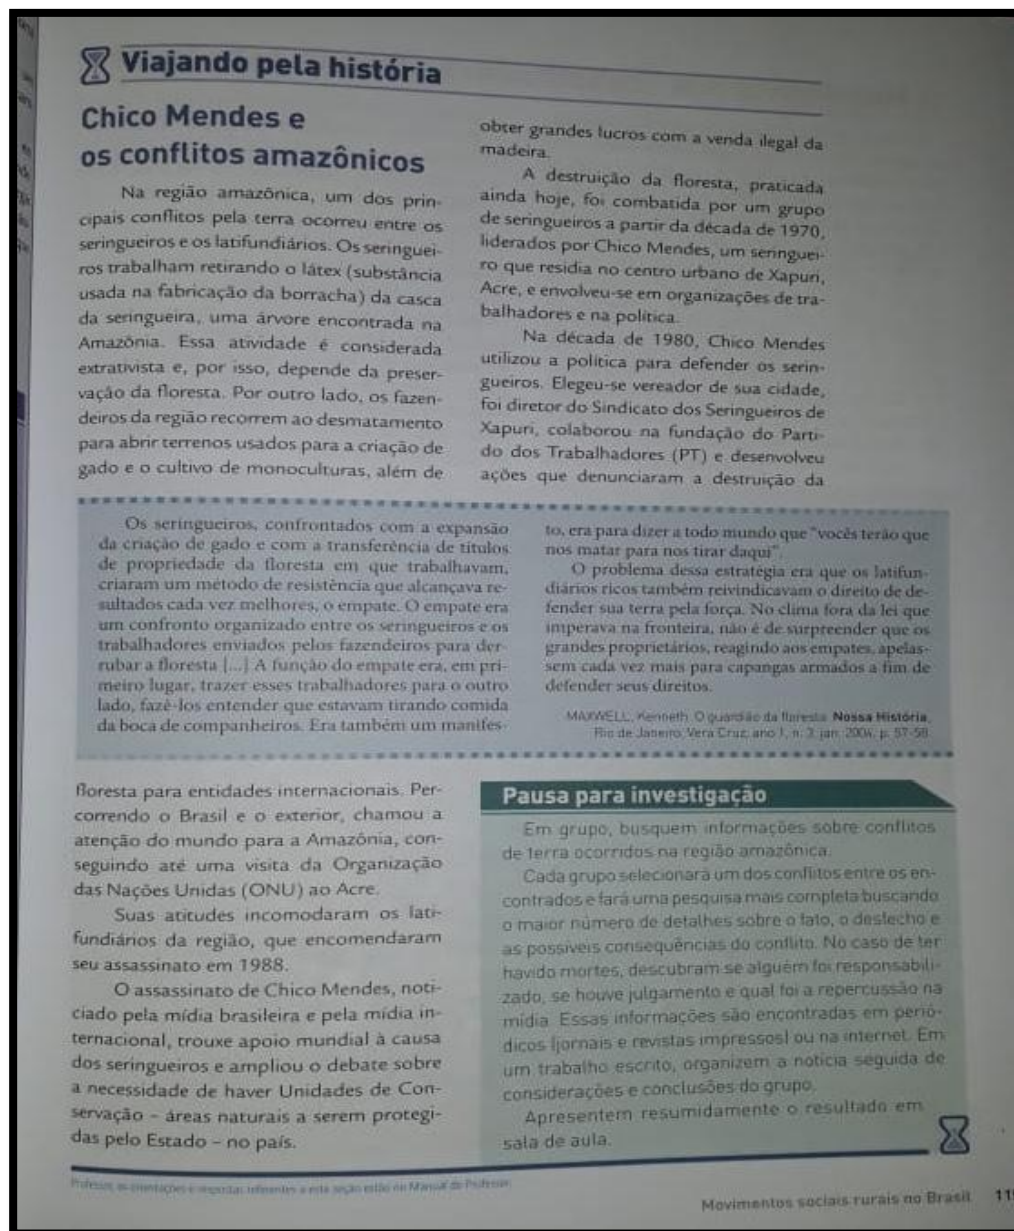 Viajando pela história
Chico Mendes e
os conflitos amazônicos
Na região amazônica, um dos prin-
cipais conflitos pela terra ocorreu entre os
seringueiros e os latifundiários. Os seringuei-
ros trabalham retirando o látex (substância
usada na fabricação da borracha) da casca
da seringueira, uma árvore encontrada na
Amazônia. Essa atividade é considerada
extrativista e, por isso, depende da preser-
vação da floresta. Por outro lado, os fazen-
deiros da região recorrem ao desmatamento
para abrir terrenos usados para a criação de
gado e o cultivo de monoculturas, além de
obter grandes lucros com a venda ilegal da
madeira.
A destruição da floresta, praticada
ainda hoje, foi combatida por um grupo
de seringueiros a partir da década de 1970,
liderados por Chico Mendes, um seringuei-
ro que residia no centro urbano de Xapuri,
Acre, e envolveu-se em organizações de tra-
balhadores e na política.
Na década de 1980, Chico Mendes
utilizou a política para defender os serin-
gueiros. Elegeu-se vereador de sua cidade,
foi diretor do Sindicato dos Seringueiros de
Xapuri, colaborou na fundação do Parti-
do dos Trabalhadores (PT) e desenvolveu
ações que denunciaram a destruição da
Os seringueiros, confrontados com a expansão
da criação de gado e com a transferência de títulos
de propriedade da floresta em que trabalhavam,
criaram um método de resistência que alcançava re-
sultados cada vez melhores, o empate. O empate era
um confronto organizado entre os seringueiros e os
trabalhadores enviados pelos fazendeiros para der-
rubar a floresta [...] A função do empate era, em pri-
meiro lugar, trazer esses trabalhadores para o outro
lado, fazê-los entender que estavam tirando comida
da boca de companheiros. Era também um manifes-
to, era para dizer a todo mundo que "vocês terão que
nos matar para nos tirar daqui".
O problema dessa estratégia era que os latifun-
diários ricos também reivindicavam o direito de de-
fender sua terra pela força. No clima fora da lei que
imperava na fronteira, não é de surpreender que os
grandes proprietários, reagindo aos empates, apelas-
sem cada vez mais para capangas armados a fim de
defender seus direitos.
MAXWELL, Kenneth. O guardião da floresta. Nossa História,
Rio de Janeiro: Vera Cruz, ano 1, n. 3, jan. 2004, p. 57-58.
floresta para entidades internacionais. Per-
correndo o Brasil e o exterior, chamou a
atenção do mundo para a Amazônia, con-
seguindo até uma visita da Organização
das Nações Unidas (ONU) ao Acre.
Suas atitudes incomodaram os lati-
fundiários da região, que encomendaram
seu assassinato em 1988.
O assassinato de Chico Mendes, noti-
ciado pela mídia brasileira e pela mídia in-
ternacional, trouxe apoio mundial à causa
dos seringueiros e ampliou o debate sobre
a necessidade de haver Unidades de Con-
servação – áreas naturais a serem protegi-
das pelo Estado – no país.
Pausa para investigação
Em grupo, busquem informações sobre conflitos
de terra ocorridos na região amazônica.
Cada grupo selecionará um dos conflitos entre os en-
contrados e fará uma pesquisa mais completa buscando
o maior número de detalhes sobre o fato, o desfecho e
as possíveis consequências do conflito. No caso de ter
havido mortes, descubram se alguém foi responsabili-
zado, se houve julgamento e qual foi a repercussão na
mídia. Essas informações são encontradas em perió-
dicos (jornais e revistas impressos) ou na internet. Em
um trabalho escrito, organizem a notícia seguida de
considerações e conclusões do grupo.
Apresentem resumidamente o resultado em
sala de aula.
Professor, as orientações e respostas referentes a esta seção estão no Manual do Professor.
Movimentos sociais rurais no Brasil